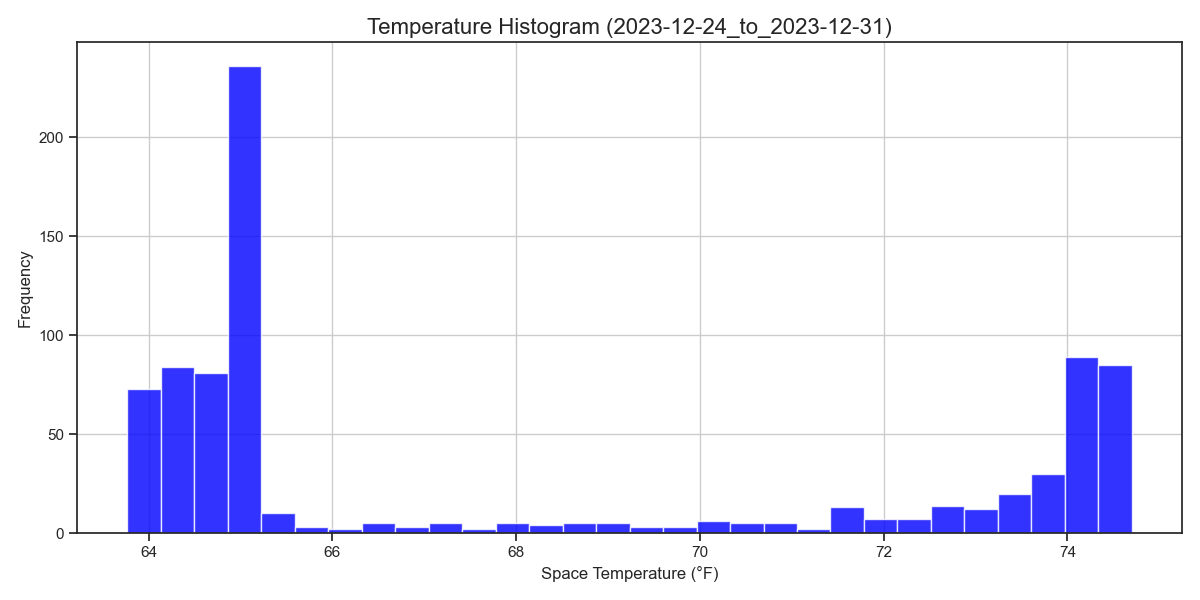 Temperature Histogram (2023-12-24_to_2023-12-31)
Frequency
200
150
100
50
0
64 66 68 70 72 74
Space Temperature (°F)